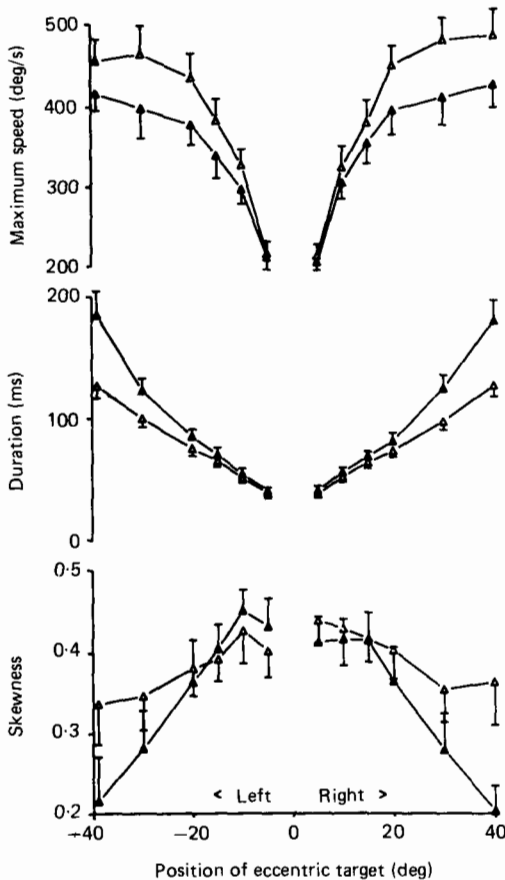 500
400
300
200
Maximum speed (deg/s)
200
100
0
Duration (ms)
0·5
0·4
0·3
0·2
Skewness
< Left Right >
-40 -20 0 20 40
Position of eccentric target (deg)